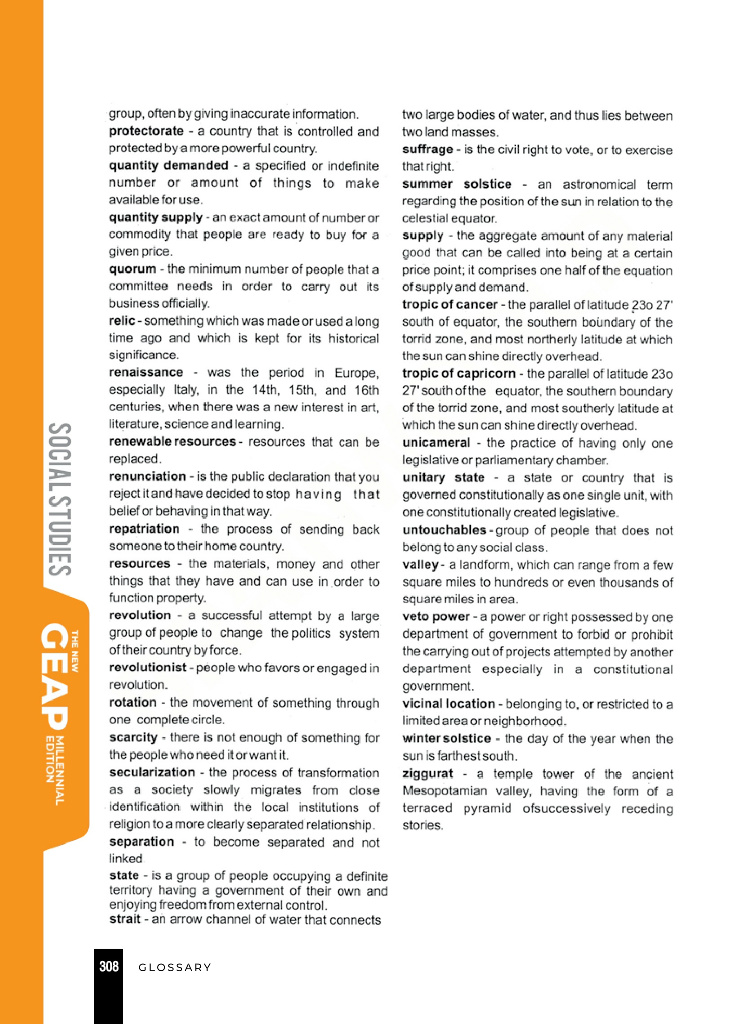 group, often by giving inaccurate information.
protectorate - a country that is controlled and
protected by a more powerful country.
quantity demanded - a specified or indefinite
number or amount of things to make
available for use.
quantity supply - an exact amount of number or
commodity that people are ready to buy for a
given price.
quorum - the minimum number of people that a
committee needs in order to carry out its
business officially.
relic - something which was made or used a long
time ago and which is kept for its historical
significance.
renaissance - was the period in Europe,
especially Italy, in the 14th, 15th, and 16th
centuries, when there was a new interest in art,
literature, science and learning.
renewable resources - resources that can be
replaced.
renunciation - is the public declaration that you
reject it and have decided to stop having that
belief or behaving in that way.
repatriation - the process of sending back
someone to their home country.
resources - the materials, money and other
things that they have and can use in order to
function property.
revolution - a successful attempt by a large
group of people to change the politics system
of their country by force.
revolutionist - people who favors or engaged in
revolution.
rotation - the movement of something through
one complete circle.
scarcity - there is not enough of something for
the people who need it or want it.
secularization - the process of transformation
as a society slowly migrates from close
identification within the local institutions of
religion to a more clearly separated relationship.
separation - to become separated and not
linked
state - is a group of people occupying a definite
territory having a government of their own and
enjoying freedom from external control.
strait - an arrow channel of water that connects
two large bodies of water, and thus lies between
two land masses.
suffrage - is the civil right to vote, or to exercise
that right.
summer solstice - an astronomical term
regarding the position of the sun in relation to the
celestial equator.
supply - the aggregate amount of any material
good that can be called into being at a certain
price point; it comprises one half of the equation
of supply and demand.
tropic of cancer - the parallel of latitude 23o 27'
south of equator, the southern boundary of the
torrid zone, and most northerly latitude at which
the sun can shine directly overhead.
tropic of capricorn - the parallel of latitude 23o
27' south of the equator, the southern boundary
of the torrid zone, and most southerly latitude at
which the sun can shine directly overhead.
unicameral - the practice of having only one
legislative or parliamentary chamber.
unitary state - a state or country that is
governed constitutionally as one single unit, with
one constitutionally created legislative.
untouchables - group of people that does not
belong to any social class.
valley - a landform, which can range from a few
square miles to hundreds or even thousands of
square miles in area.
veto power - a power or right possessed by one
department of government to forbid or prohibit
the carrying out of projects attempted by another
department especially in a constitutional
government.
vicinal location - belonging to, or restricted to a
limited area or neighborhood.
winter solstice - the day of the year when the
sun is farthest south.
ziggurat - a temple tower of the ancient
Mesopotamian valley, having the form of a
terraced pyramid ofsuccessively receding
stories.
SOCIAL STUDIES
THE NEW
GEAP
MILLENNIAL
EDITION
308 GLOSSARY